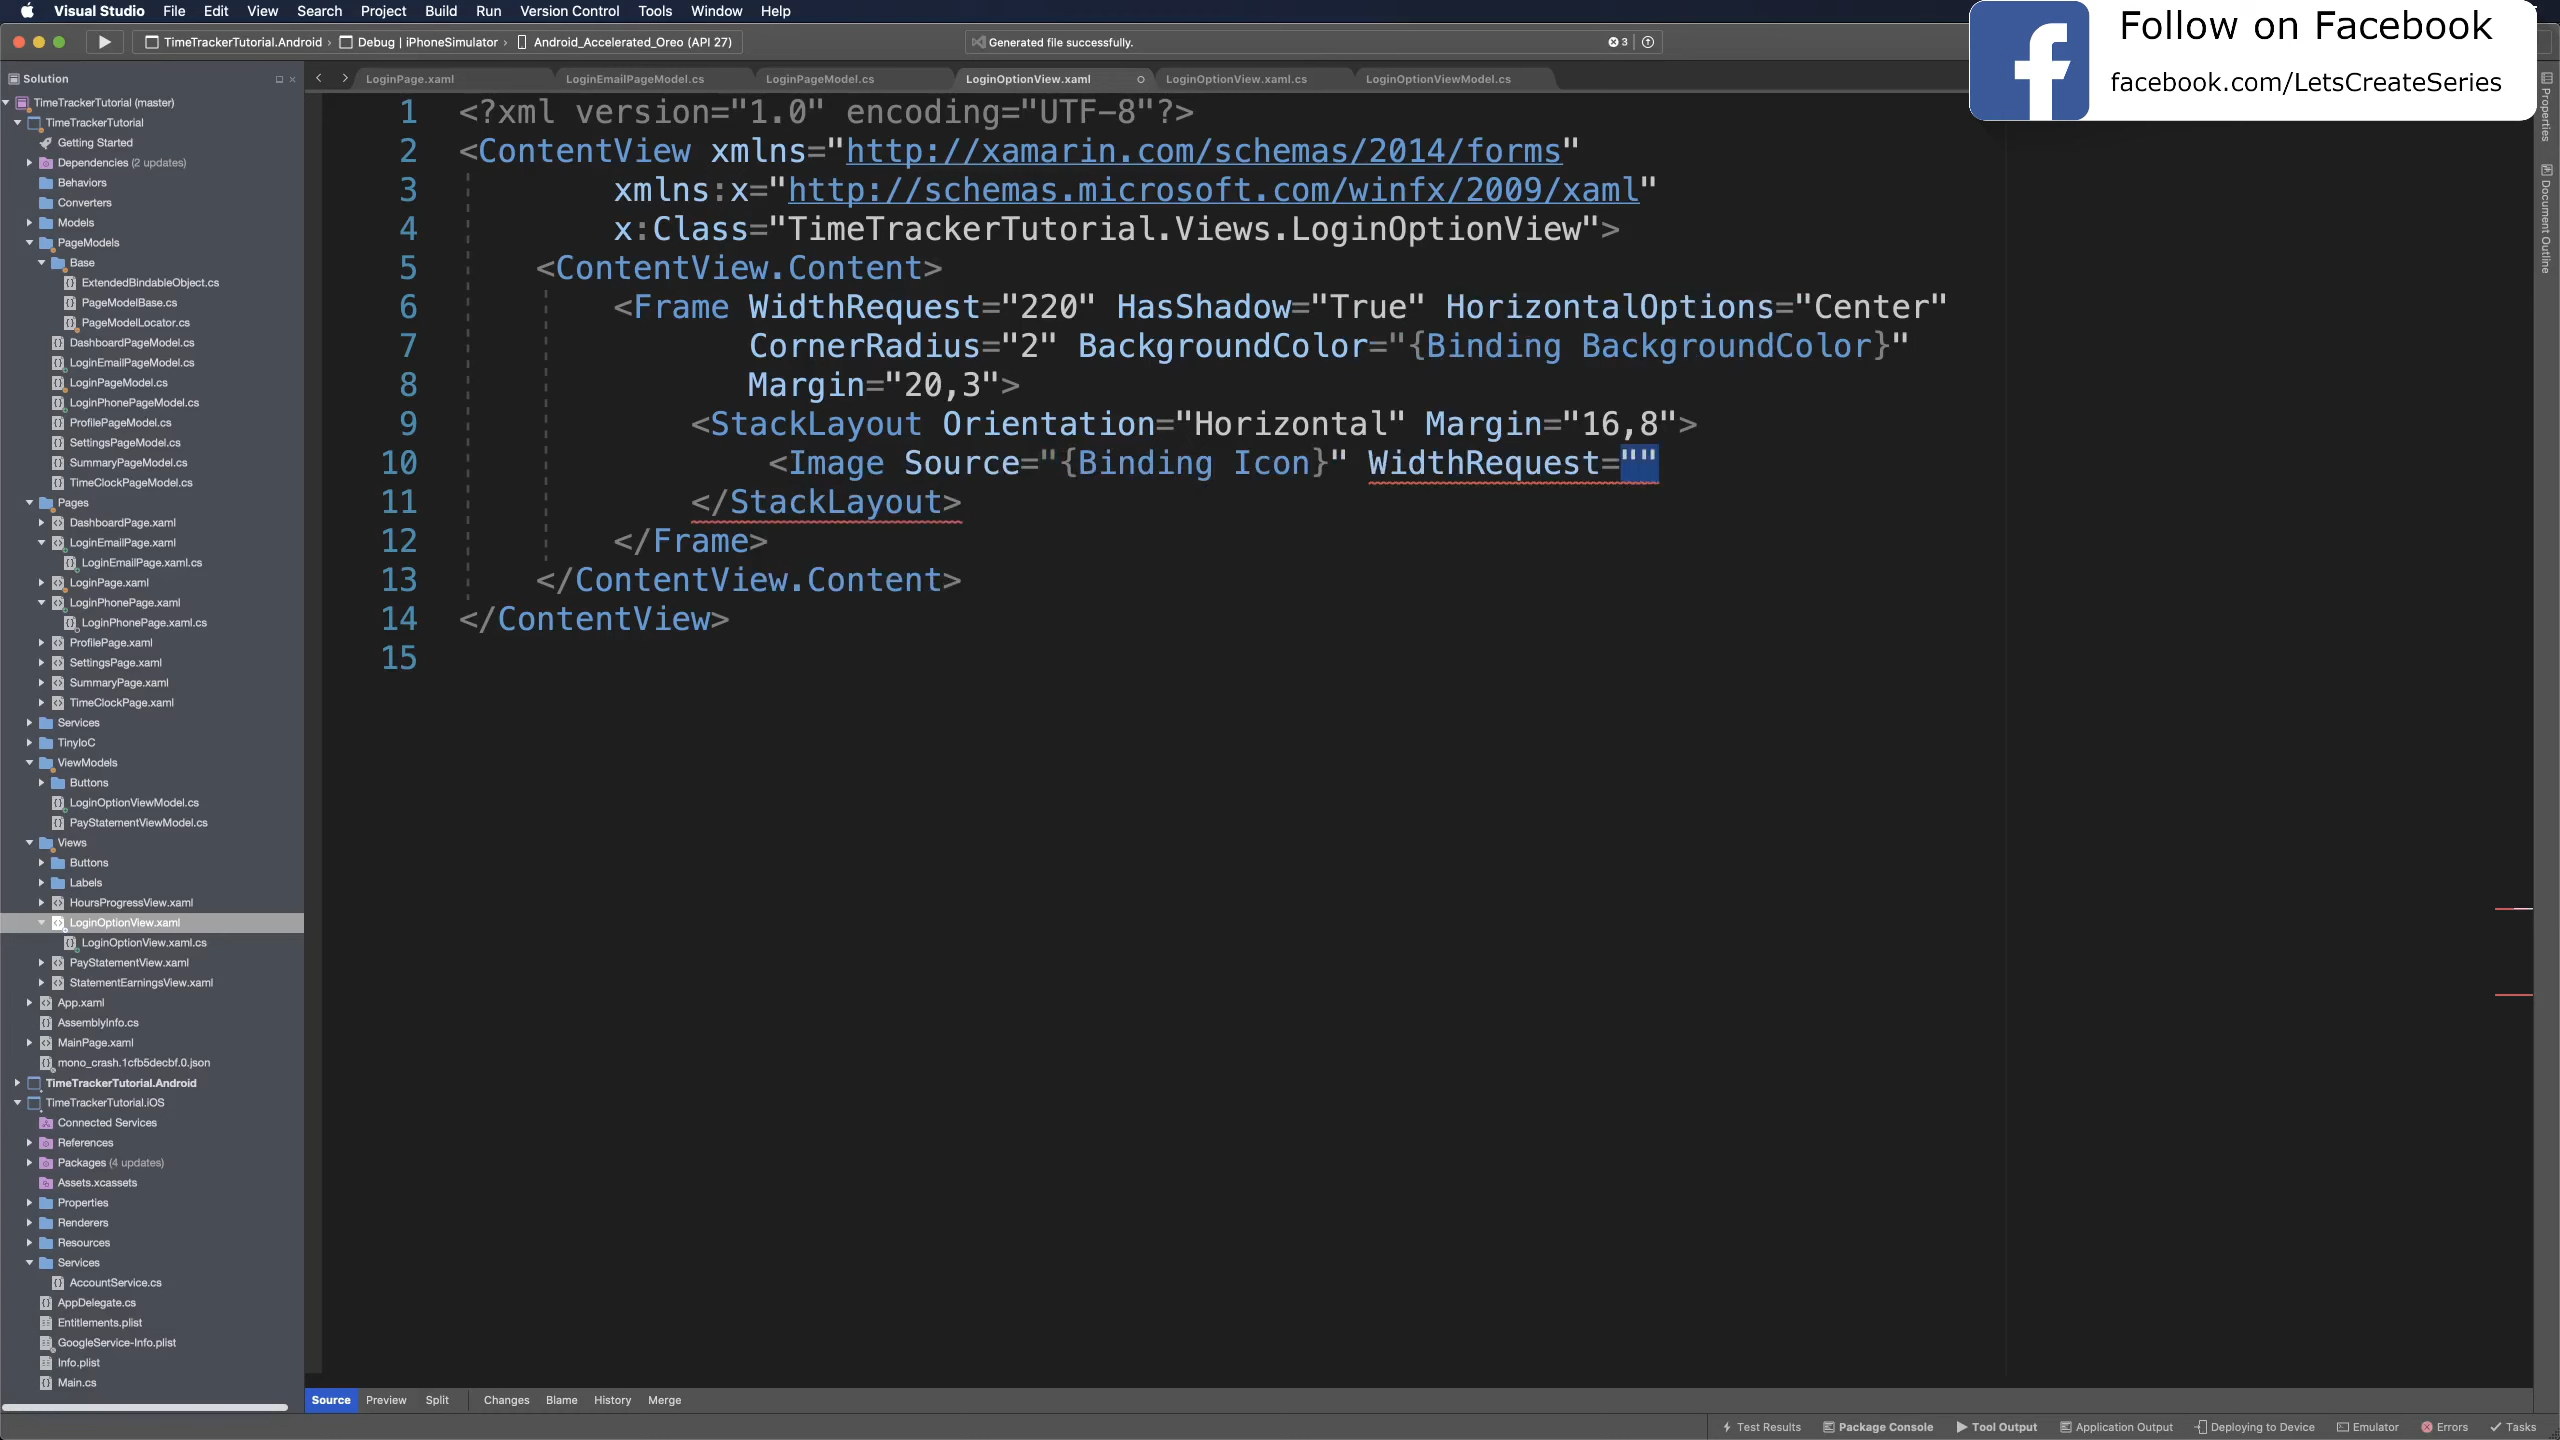 Visual Studio File Edit View Search Project Build Run Version Control Tools Window Help
TimeTrackerTutorial.Android › Debug | iPhoneSimulator › Android_Accelerated_Oreo (API 27)
Generated file successfully.
3
Follow on Facebook
facebook.com/LetsCreateSeries
Solution
LoginPage.xaml LoginEmailPageModel.cs LoginPageModel.cs LoginOptionView.xaml LoginOptionView.xaml.cs LoginOptionViewModel.cs
TimeTrackerTutorial (master)
TimeTrackerTutorial
Getting Started
Dependencies (2 updates)
Behaviors
Converters
Models
PageModels
Base
ExtendedBindableObject.cs
PageModelBase.cs
PageModelLocator.cs
DashboardPageModel.cs
LoginEmailPageModel.cs
LoginPageModel.cs
LoginPhonePageModel.cs
ProfilePageModel.cs
SettingsPageModel.cs
SummaryPageModel.cs
TimeClockPageModel.cs
Pages
DashboardPage.xaml
LoginEmailPage.xaml
LoginEmailPage.xaml.cs
LoginPage.xaml
LoginPhonePage.xaml
LoginPhonePage.xaml.cs
ProfilePage.xaml
SettingsPage.xaml
SummaryPage.xaml
TimeClockPage.xaml
Services
TinyIoC
ViewModels
Buttons
LoginOptionViewModel.cs
PayStatementViewModel.cs
Views
Buttons
Labels
HoursProgressView.xaml
LoginOptionView.xaml
LoginOptionView.xaml.cs
PayStatementView.xaml
StatementEarningsView.xaml
App.xaml
AssemblyInfo.cs
MainPage.xaml
mono_crash.1cfb5decbf.0.json
TimeTrackerTutorial.Android
TimeTrackerTutorial.iOS
Connected Services
References
Packages (4 updates)
Assets.xcassets
Properties
Renderers
Resources
Services
AccountService.cs
AppDelegate.cs
Entitlements.plist
GoogleService-Info.plist
Info.plist
Main.cs
1 <?xml version="1.0" encoding="UTF-8"?>
2 <ContentView xmlns="http://xamarin.com/schemas/2014/forms"
3 xmlns:x="http://schemas.microsoft.com/winfx/2009/xaml"
4 x:Class="TimeTrackerTutorial.Views.LoginOptionView">
5 <ContentView.Content>
6 <Frame WidthRequest="220" HasShadow="True" HorizontalOptions="Center"
7 CornerRadius="2" BackgroundColor="{Binding BackgroundColor}"
8 Margin="20,3">
9 <StackLayout Orientation="Horizontal" Margin="16,8">
10 <Image Source="{Binding Icon}" WidthRequest=""
11 </StackLayout>
12 </Frame>
13 </ContentView.Content>
14 </ContentView>
15
Properties
Document Outline
Source Preview Split Changes Blame History Merge
Test Results Package Console Tool Output Application Output Deploying to Device Emulator Errors Tasks